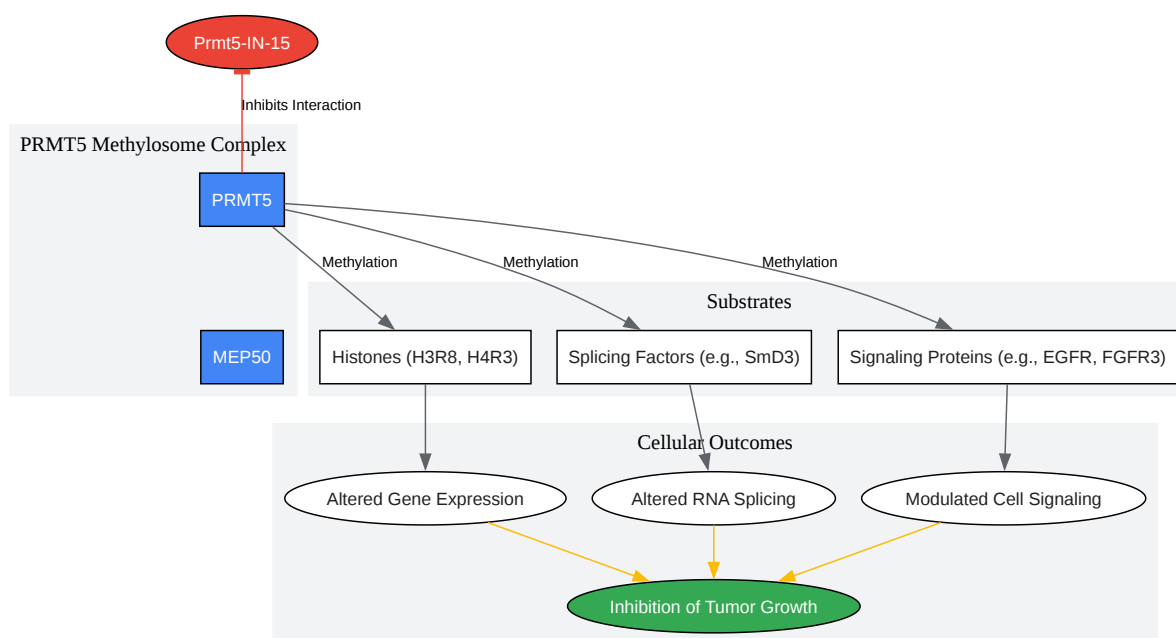 Prmt5-IN-15
Inhibits Interaction
PRMT5 Methylosome Complex
PRMT5
Methylation
Methylation
Methylation
Substrates
MEP50
Histones (H3R8, H4R3)
Splicing Factors (e.g., SmD3)
Signaling Proteins (e.g., EGFR, FGFR3)
Cellular Outcomes
Altered Gene Expression
Altered RNA Splicing
Modulated Cell Signaling
Inhibition of Tumor Growth